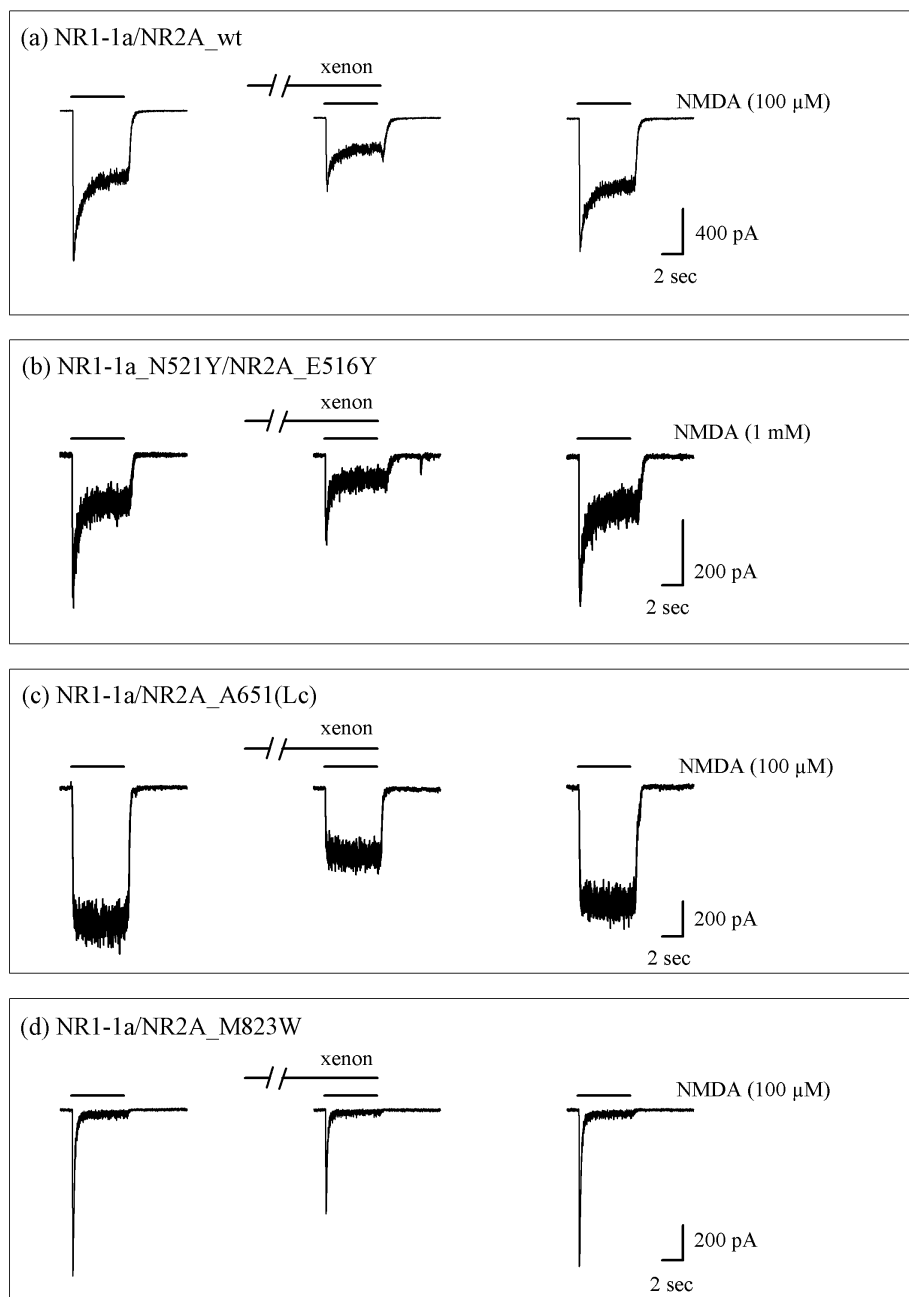 (a) NR1-1a/NR2A_wt
xenon
NMDA (100 µM)
400 pA
2 sec
(b) NR1-1a_N521Y/NR2A_E516Y
xenon
NMDA (1 mM)
200 pA
2 sec
(c) NR1-1a/NR2A_A651(Lc)
xenon
NMDA (100 µM)
200 pA
2 sec
(d) NR1-1a/NR2A_M823W
xenon
NMDA (100 µM)
200 pA
2 sec